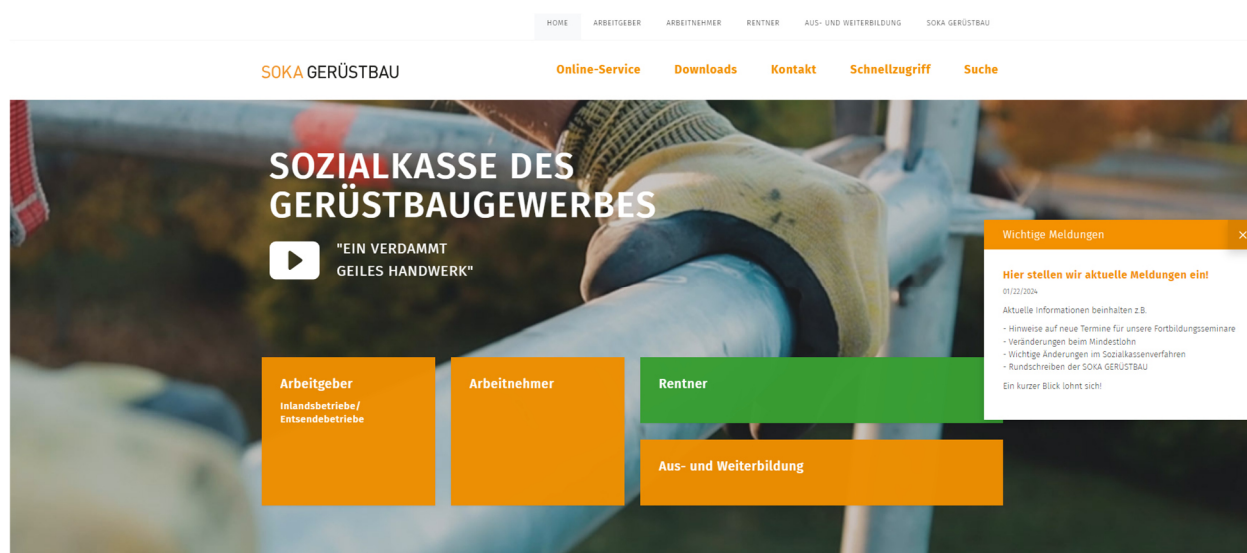 HOME ARBEITGEBER ARBEITNEHMER RENTNER AUS- UND WEITERBILDUNG SOKA GERÜSTBAU
SOKA GERÜSTBAU
Online-Service Downloads Kontakt Schnellzugriff Suche
SOZIALKASSE DES
GERÜSTBAUGEWERBES
"EIN VERDAMMT
GEILES HANDWERK"
Wichtige Meldungen
Hier stellen wir aktuelle Meldungen ein!
01/22/2024
Aktuelle Informationen beinhalten z.B.
- Hinweise auf neue Termine für unsere Fortbildungsseminare
- Veränderungen beim Mindestlohn
- Wichtige Änderungen im Sozialkassenverfahren
- Rundschreiben der SOKA GERÜSTBAU
Ein kurzer Blick lohnt sich!
Arbeitgeber
Inlandsbetriebe/
Entsendebetriebe
Arbeitnehmer
Rentner
Aus- und Weiterbildung